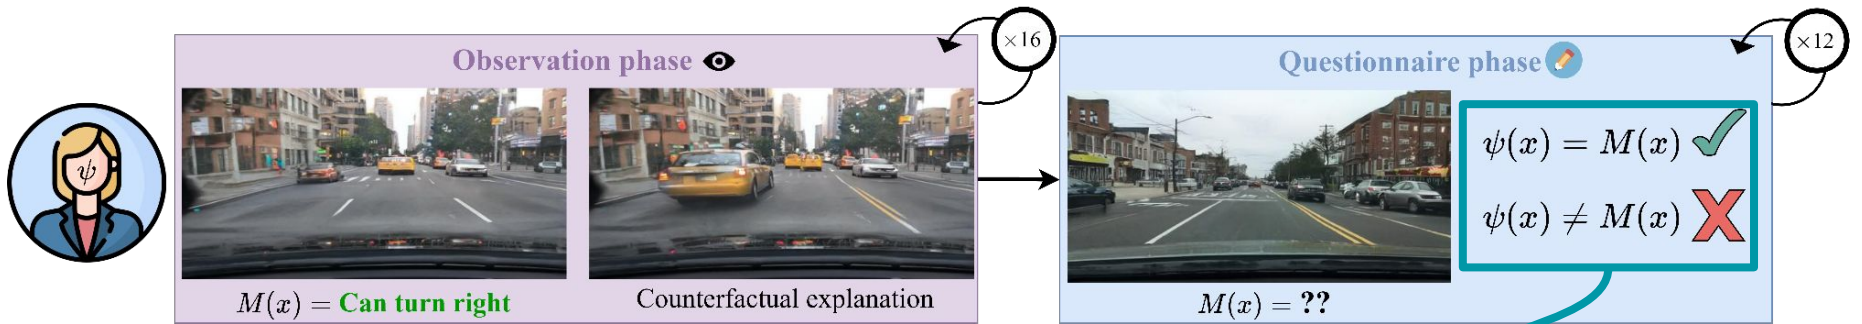 ψ
Observation phase
×16
M(x) = Can turn right
Counterfactual explanation
Questionnaire phase
×12
M(x) = ??
ψ(x) = M(x)
ψ(x) ≠ M(x)